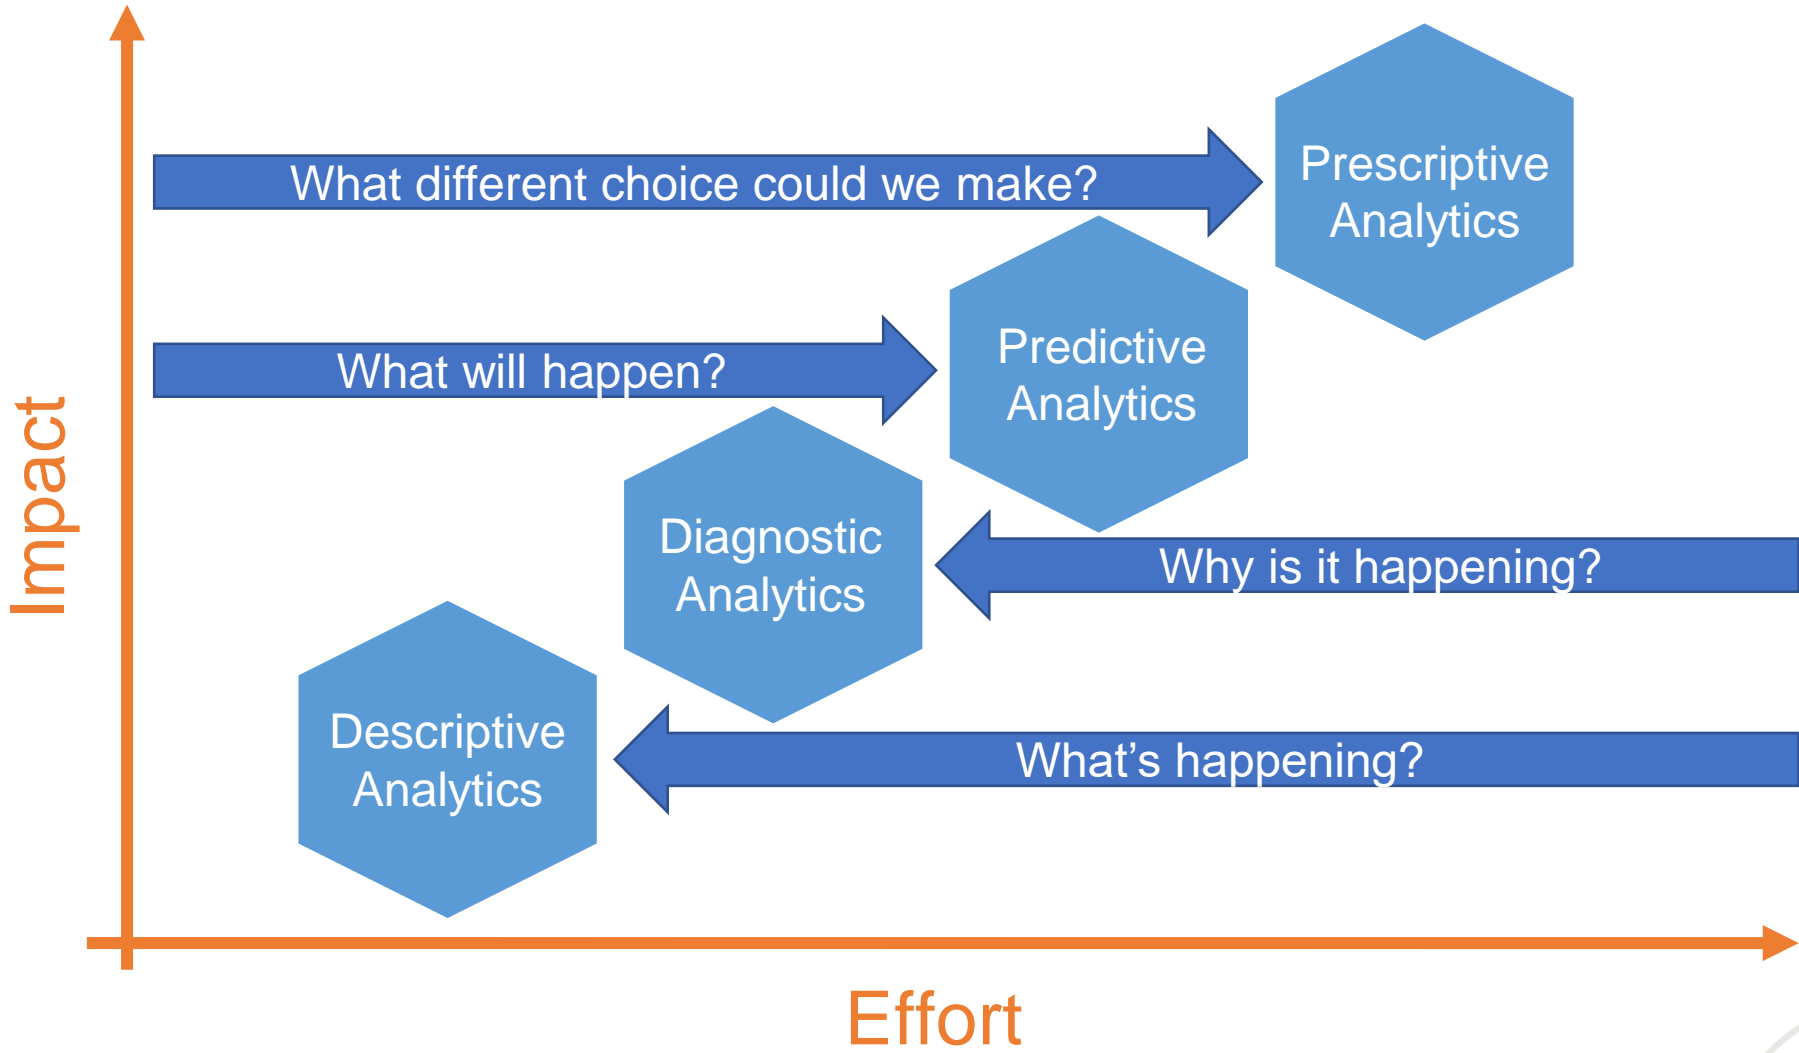 What different choice could we make?
Prescriptive
Analytics
What will happen?
Predictive
Analytics
Impact
Diagnostic
Analytics
Why is it happening?
Descriptive
Analytics
What’s happening?
Effort